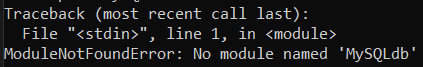 Traceback (most recent call last):
  File "<stdin>", line 1, in <module>
ModuleNotFoundError: No module named 'MySQLdb'